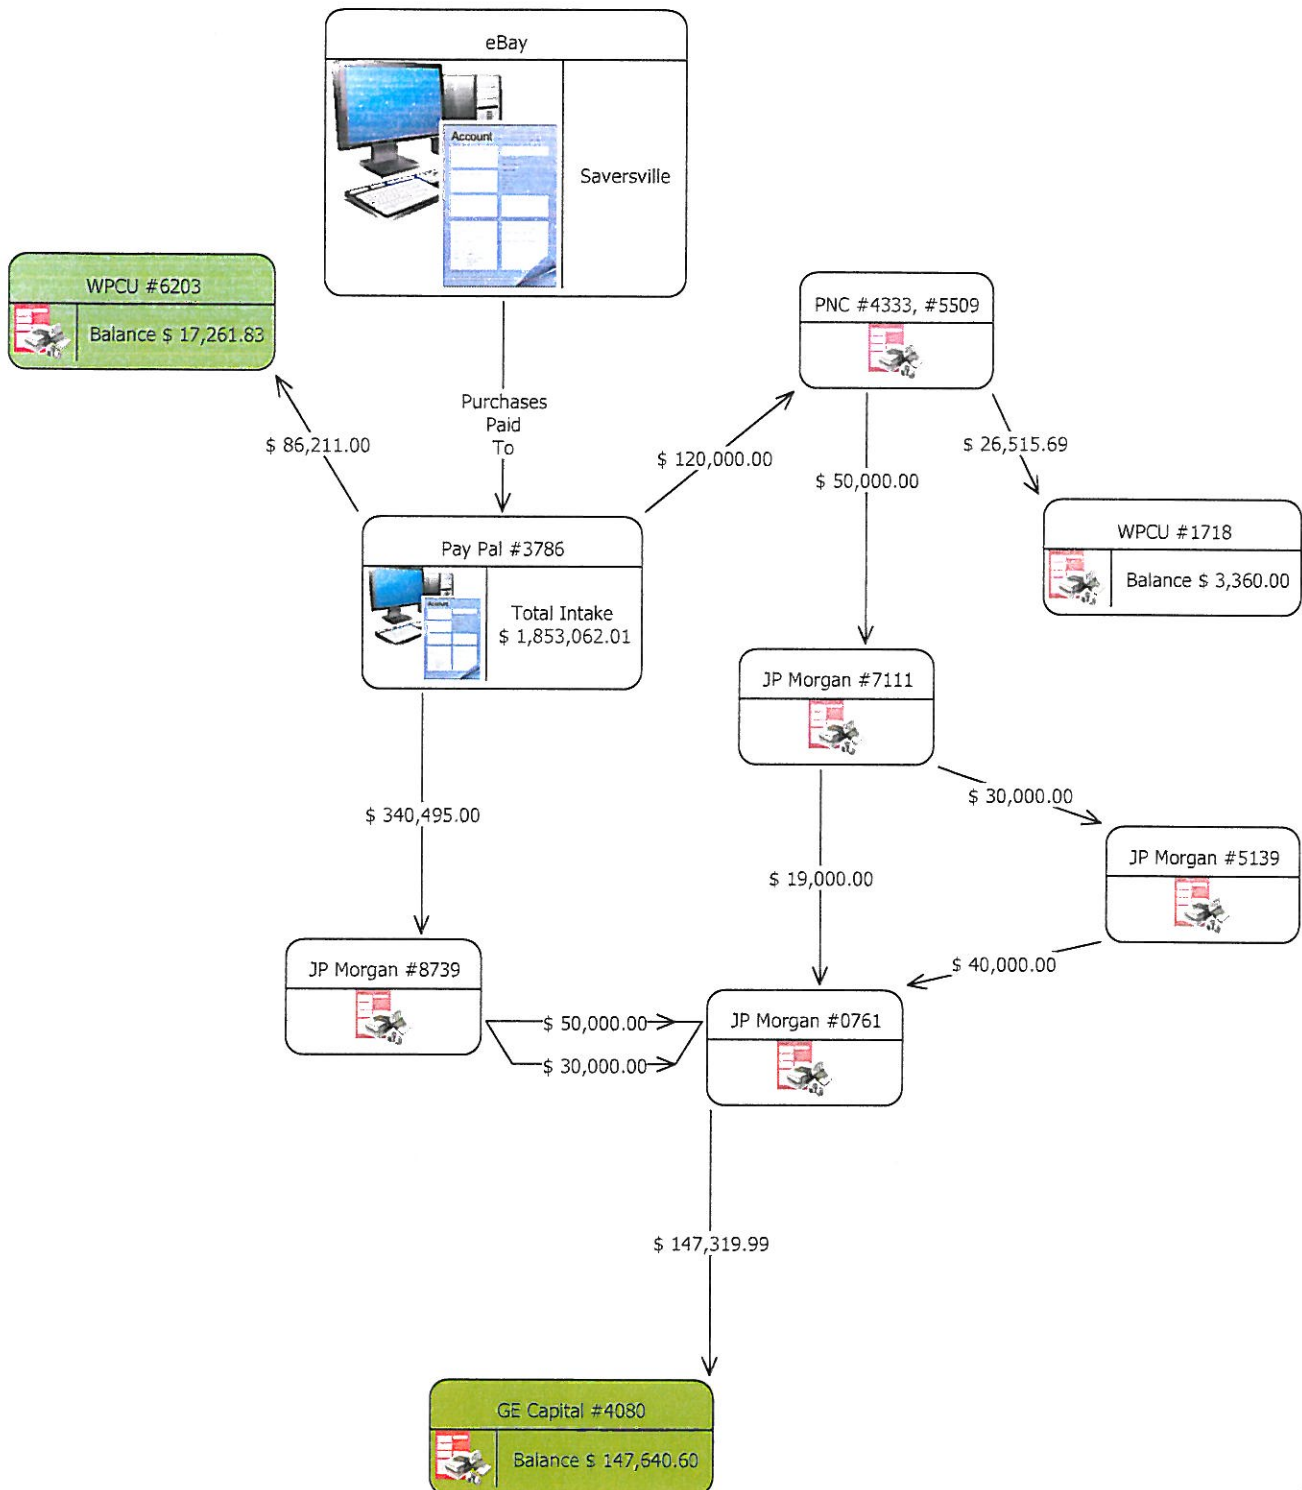 eBay
Account
Saversville
WPCU #6203
Balance $ 17,261.83
PNC #4333, #5509
Purchases
Paid
To
$ 86,211.00
$ 120,000.00
$ 50,000.00
$ 26,515.69
WPCU #1718
Balance $ 3,360.00
Pay Pal #3786
Account
Total Intake
$ 1,853,062.01
JP Morgan #7111
$ 340,495.00
$ 30,000.00
$ 19,000.00
JP Morgan #5139
JP Morgan #8739
$ 40,000.00
$ 50,000.00
$ 30,000.00
JP Morgan #0761
$ 147,319.99
GE Capital #4080
Balance $ 147,640.60